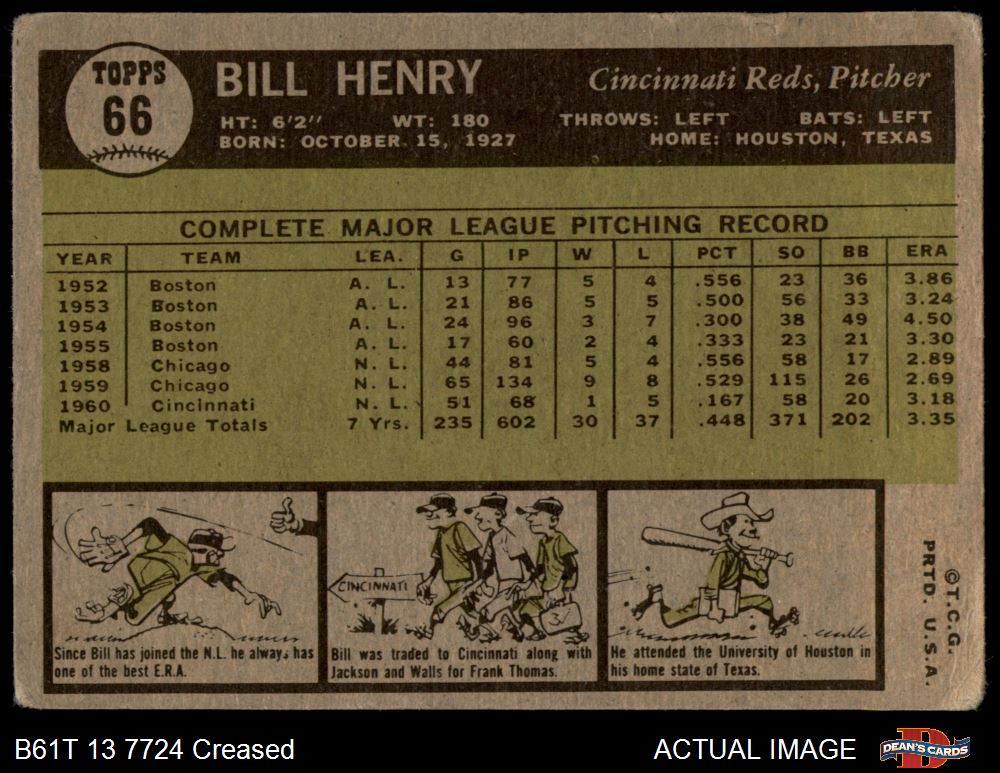 TOPPS
66
BILL HENRY
Cincinnati Reds, Pitcher
HT: 6'2" WT: 180 THROWS: LEFT BATS: LEFT
BORN: OCTOBER 15, 1927 HOME: HOUSTON, TEXAS
COMPLETE MAJOR LEAGUE PITCHING RECORD
YEAR TEAM LEA. G IP W L PCT SO BB ERA
1952 Boston A. L. 13 77 5 4 .556 23 36 3.86
1953 Boston A. L. 21 86 5 5 .500 56 33 3.24
1954 Boston A. L. 24 96 3 7 .300 38 49 4.50
1955 Boston A. L. 17 60 2 4 .333 23 21 3.30
1958 Chicago N. L. 44 81 5 4 .556 58 17 2.89
1959 Chicago N. L. 65 134 9 8 .529 115 26 2.69
1960 Cincinnati N. L. 51 68 1 5 .167 58 20 3.18
Major League Totals 7 Yrs. 235 602 30 37 .448 371 202 3.35
Since Bill has joined the N.L. he always has
one of the best E.R.A.
CINCINNATI
Bill was traded to Cincinnati along with
Jackson and Walls for Frank Thomas.
He attended the University of Houston in
his home state of Texas.
©T.C.G.
PRTD. U.S.A.
B61T 13 7724 Creased
ACTUAL IMAGE
DEAN'S CARDS